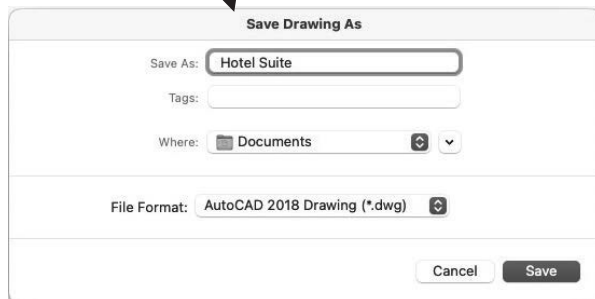 Save Drawing As
Save As: Hotel Suite
Tags:
Where: Documents
File Format: AutoCAD 2018 Drawing (*.dwg)
Cancel Save